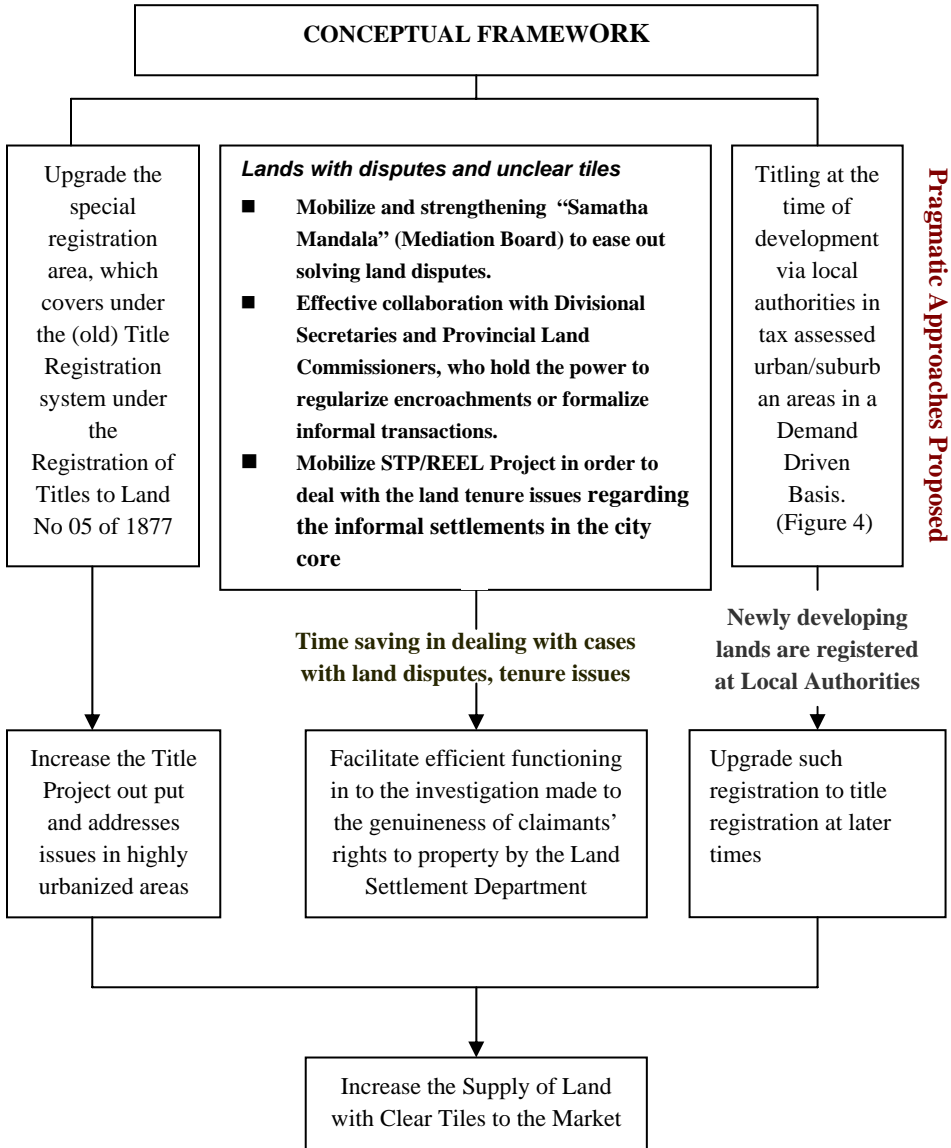 CONCEPTUAL FRAMEWORK
Upgrade the
special
registration
area, which
covers under
the (old) Title
Registration
system under
the
Registration of
Titles to Land
No 05 of 1877
Lands with disputes and unclear tiles
■ Mobilize and strengthening “Samatha
Mandala” (Mediation Board) to ease out
solving land disputes.
■ Effective collaboration with Divisional
Secretaries and Provincial Land
Commissioners, who hold the power to
regularize encroachments or formalize
informal transactions.
■ Mobilize STP/REEL Project in order to
deal with the land tenure issues regarding
the informal settlements in the city
core
Titling at the
time of
development
via local
authorities in
tax assessed
urban/suburb
an areas in a
Demand
Driven
Basis.
(Figure 4)
Pragmatic Approaches Proposed
Time saving in dealing with cases
with land disputes, tenure issues
Newly developing
lands are registered
at Local Authorities
Increase the Title
Project out put
and addresses
issues in highly
urbanized areas
Facilitate efficient functioning
in to the investigation made to
the genuineness of claimants’
rights to property by the Land
Settlement Department
Upgrade such
registration to title
registration at later
times
Increase the Supply of Land
with Clear Tiles to the Market